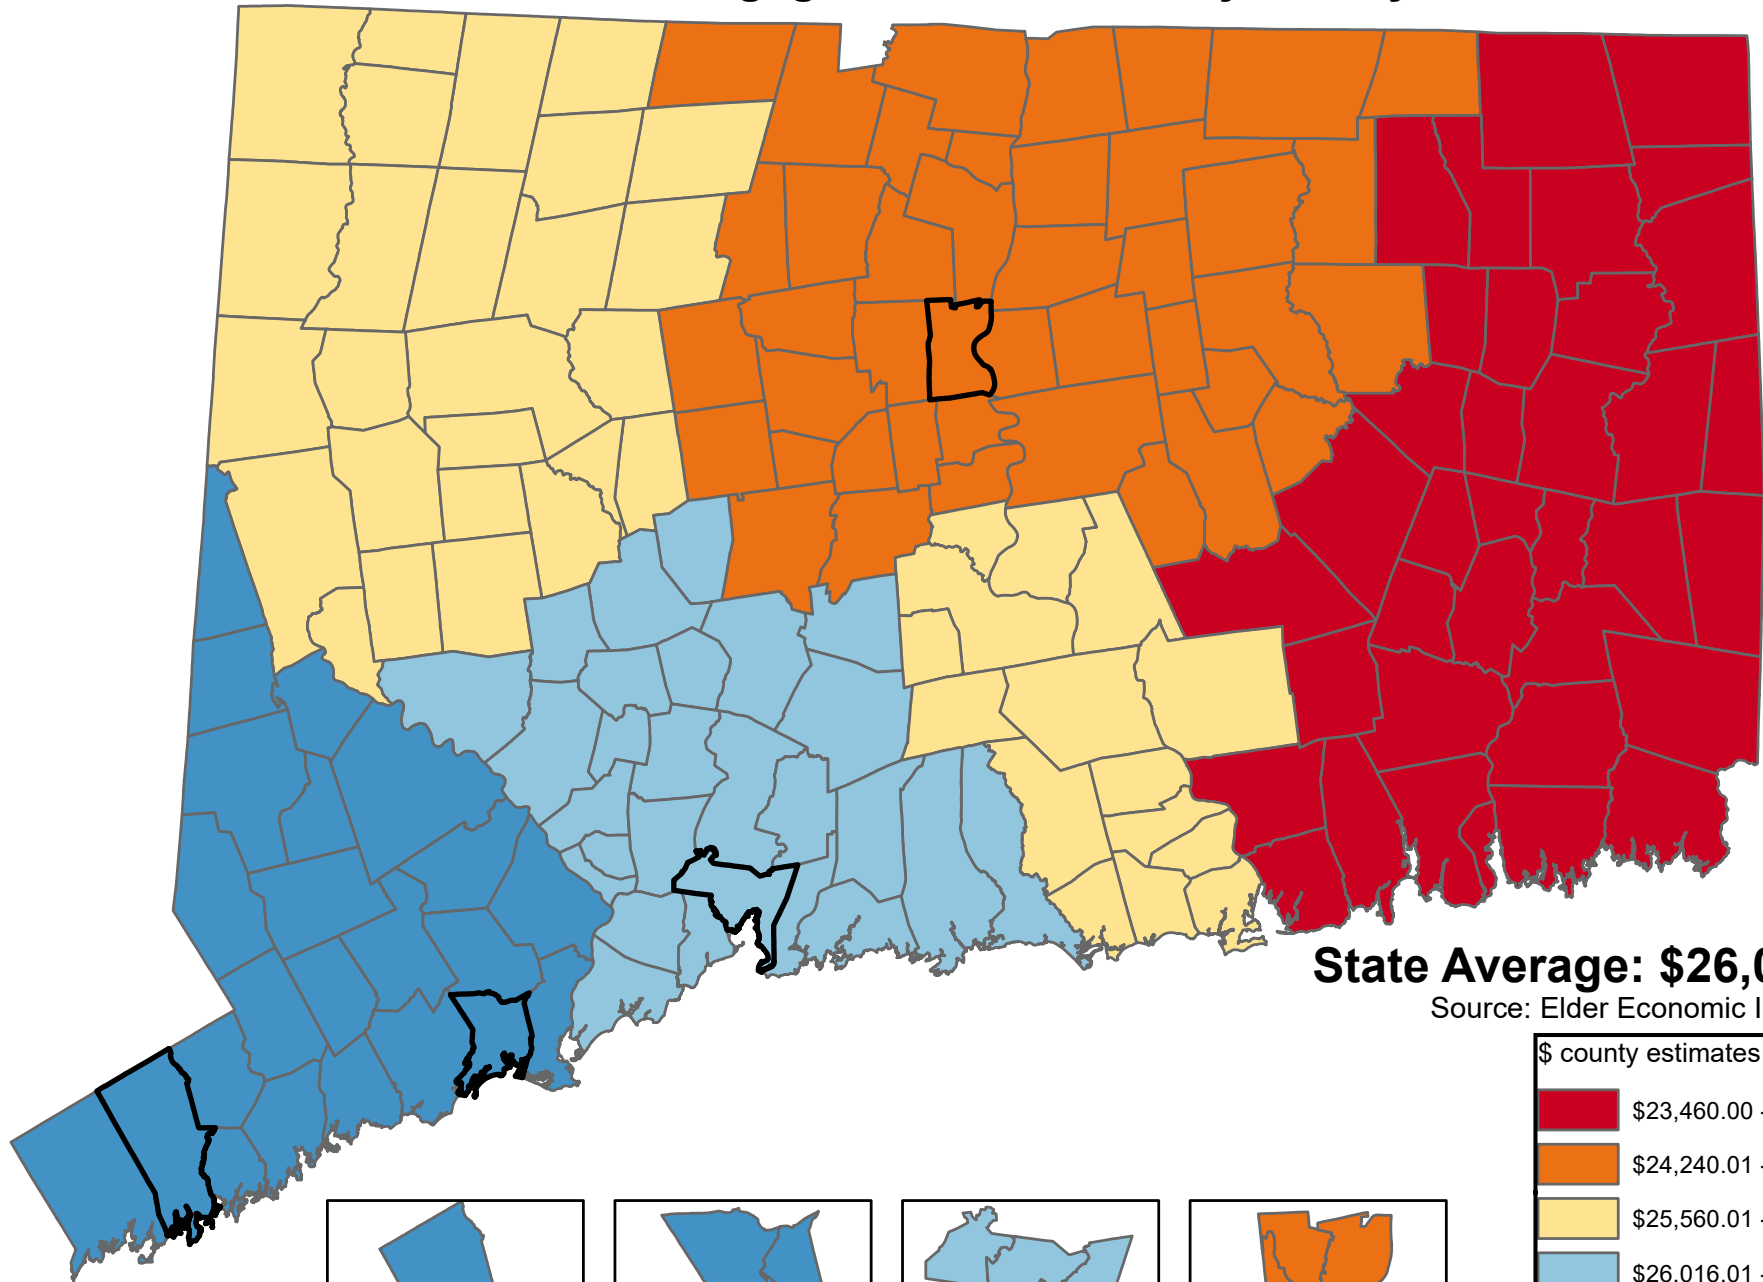 State Average: $26,0
Source: Elder Economic I
$ county estimates
$23,460.00 -
$24,240.01 -
$25,560.01 -
$26,016.01 -